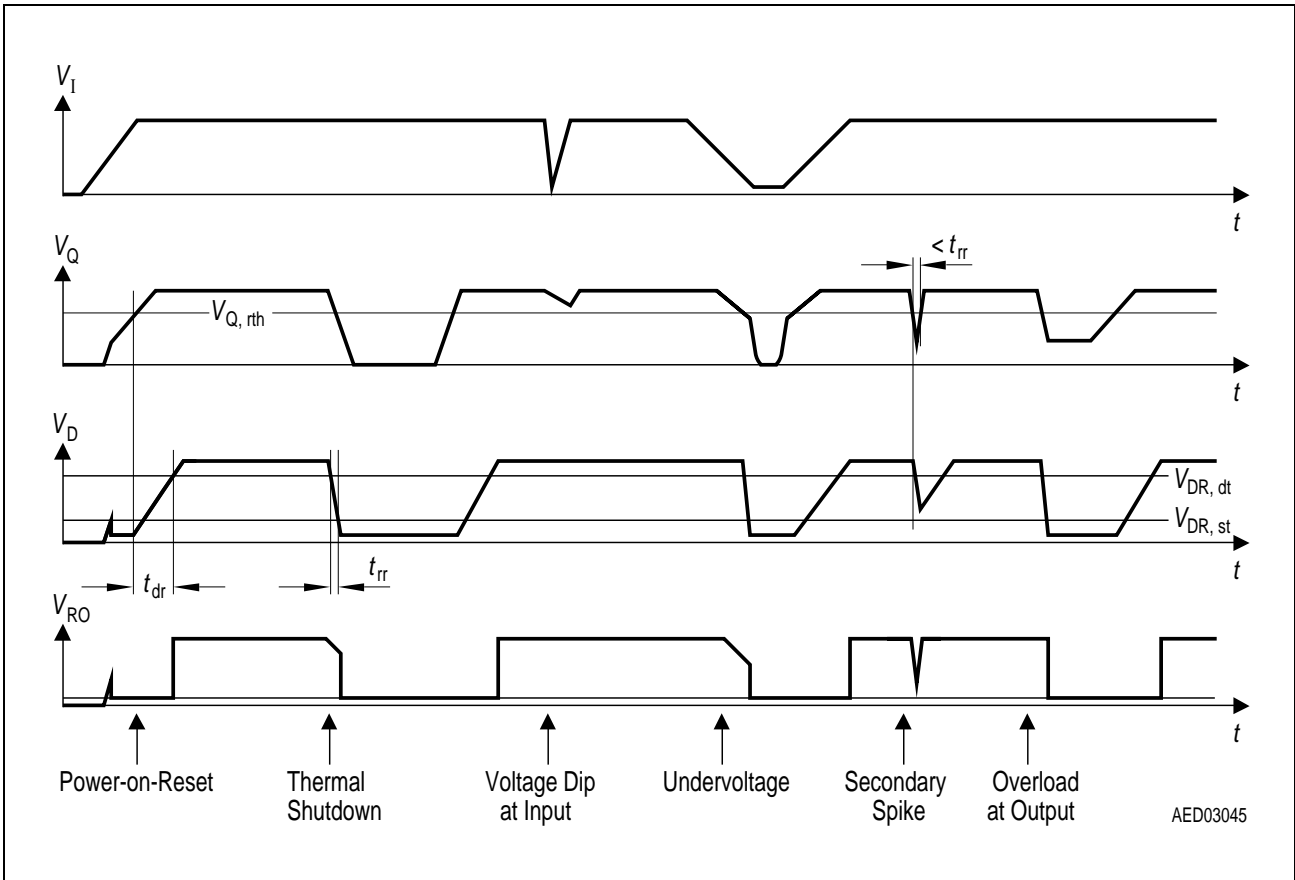 V_I
t
V_Q
< t_rr
V_Q, rth
t
V_D
V_DR, dt
V_DR, st
t
t_dr
t_rr
V_RO
t
Power-on-Reset
Thermal
Shutdown
Voltage Dip
at Input
Undervoltage
Secondary
Spike
Overload
at Output
AED03045